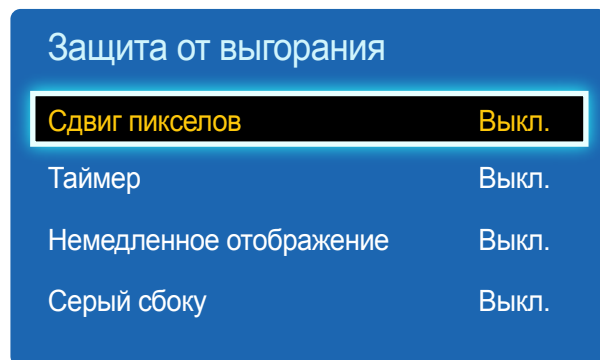 Защита от выгорания
Сдвиг пикселов Выкл.
Таймер Выкл.
Немедленное отображение Выкл.
Серый сбоку Выкл.